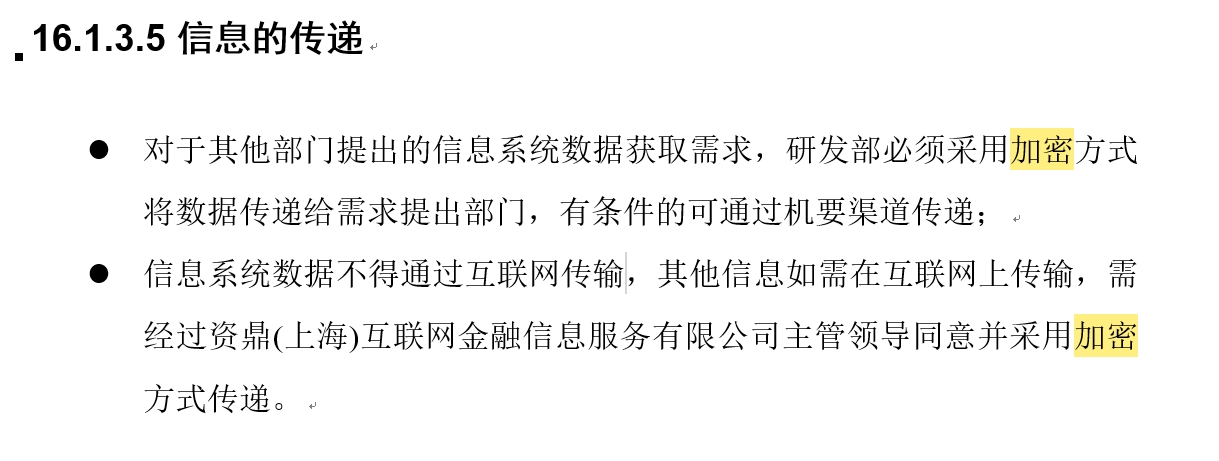 16.1.3.5 信息的传递
● 对于其他部门提出的信息系统数据获取需求，研发部必须采用加密方式
将数据传递给需求提出部门，有条件的可通过机要渠道传递；
● 信息系统数据不得通过互联网传输，其他信息如需在互联网上传输，需
经过资鼎(上海)互联网金融信息服务有限公司主管领导同意并采用加密
方式传递。